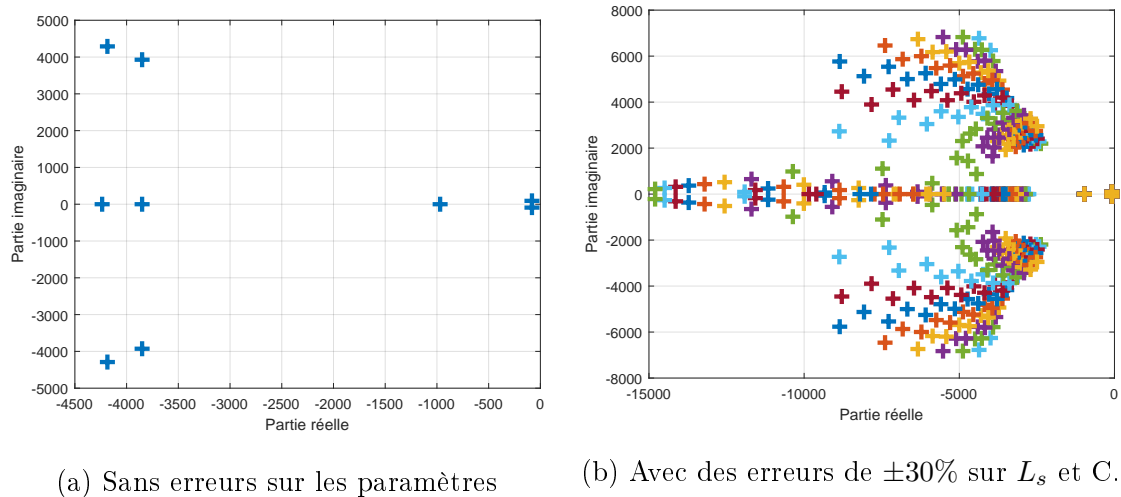 5000
4000
3000
2000
1000
0
-1000
-2000
-3000
-4000
-5000
Partie imaginaire
-4500 -4000 -3500 -3000 -2500 -2000 -1500 -1000 -500 0
Partie réelle
(a) Sans erreurs sur les paramètres
8000
6000
4000
2000
0
-2000
-4000
-6000
-8000
Partie imaginaire
-15000 -10000 -5000 0
Partie réelle
(b) Avec des erreurs de ±30% sur Ls et C.